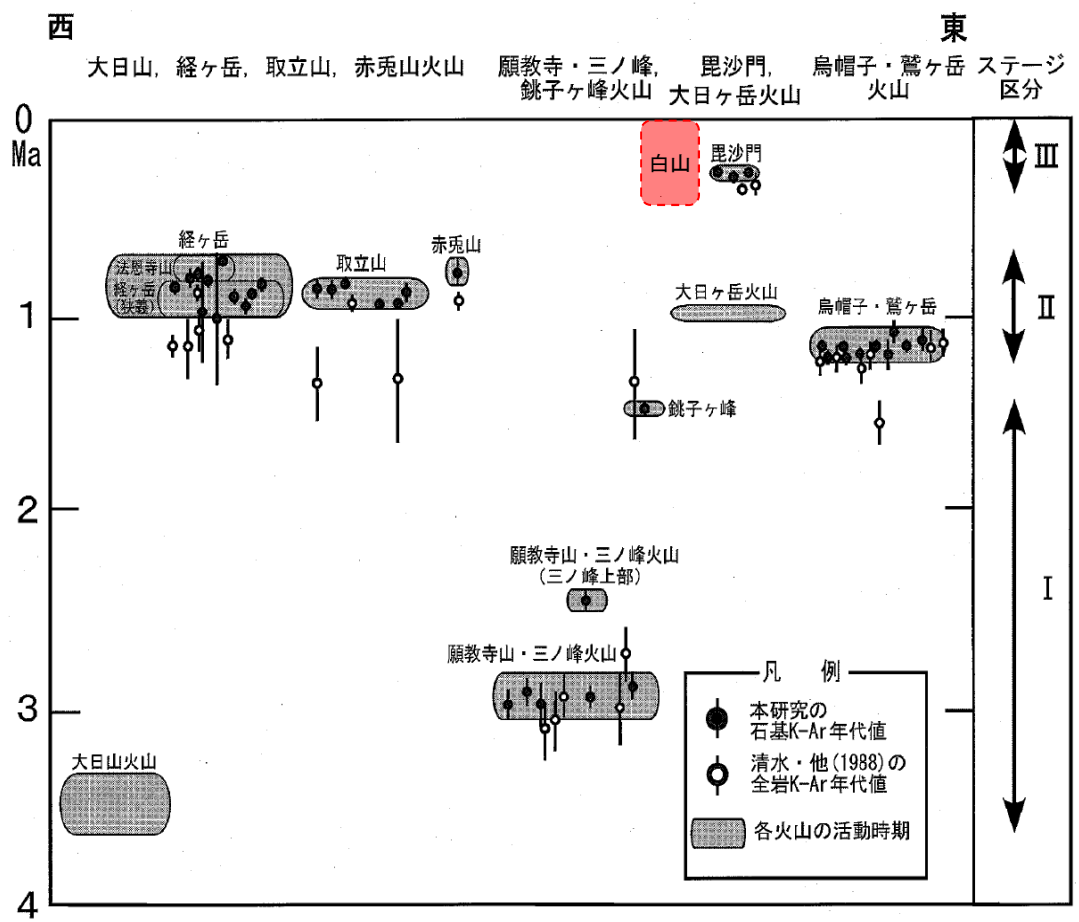 西
東
大日山, 経ヶ岳, 取立山, 赤兎山火山
願教寺・三ノ峰,
銚子ヶ峰火山
毘沙門,
大日ヶ岳火山
烏帽子・鷲ヶ岳
火山
ステージ
区分
0
Ma
白山
毘沙門
Ⅲ
経ヶ岳
法恩寺山
経ヶ岳
(狭義)
取立山
赤兎山
大日ヶ岳火山
烏帽子・鷲ヶ岳
1
Ⅱ
銚子ヶ峰
2
願教寺山・三ノ峰火山
(三ノ峰上部)
Ⅰ
願教寺山・三ノ峰火山
3
大日山火山
凡 例
本研究の
石基K-Ar年代値
清水・他(1988)の
全岩K-Ar年代値
各火山の活動時期
4